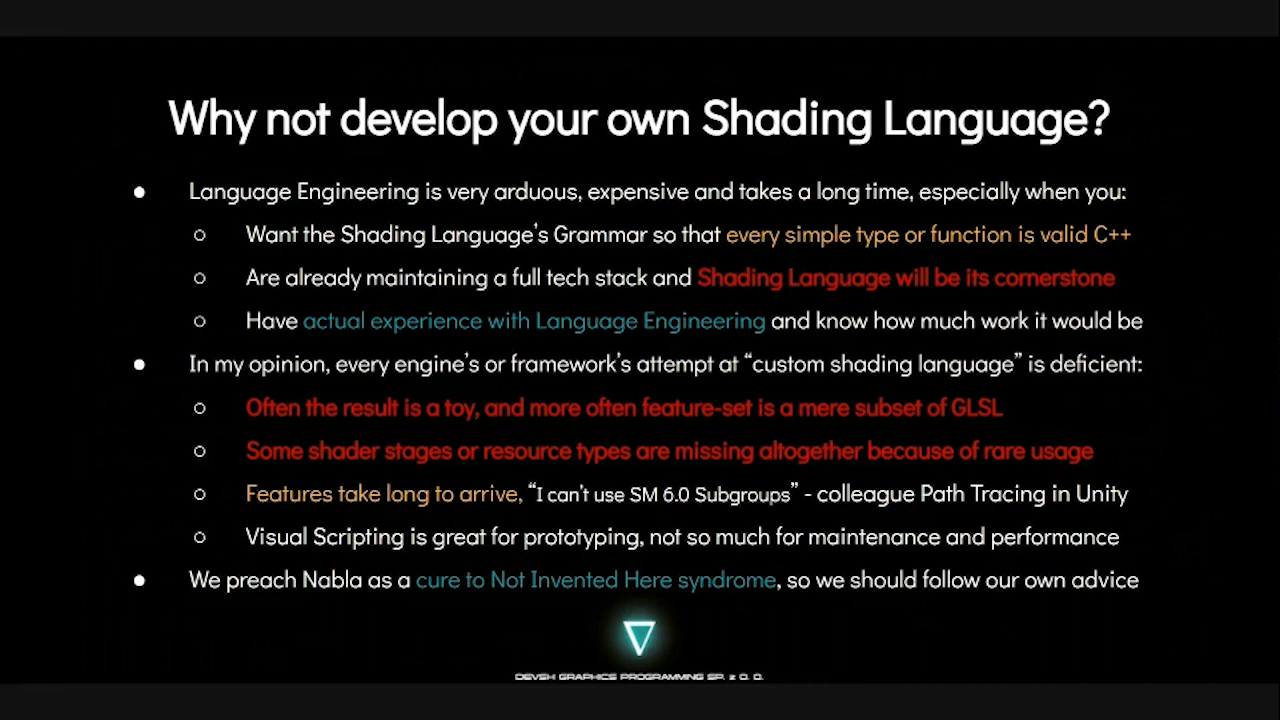 Why not develop your own Shading Language?
● Language Engineering is very arduous, expensive and takes a long time, especially when you:
○ Want the Shading Language's Grammar so that every simple type or function is valid C++
○ Are already maintaining a full tech stack and Shading Language will be its cornerstone
○ Have actual experience with Language Engineering and know how much work it would be
● In my opinion, every engine's or framework's attempt at “custom shading language” is deficient:
○ Often the result is a toy, and more often feature-set is a mere subset of GLSL
○ Some shader stages or resource types are missing altogether because of rare usage
○ Features take long to arrive, “I can't use SM 6.0 Subgroups” - colleague Path Tracing in Unity
○ Visual Scripting is great for prototyping, not so much for maintenance and performance
● We preach Nabla as a cure to Not Invented Here syndrome, so we should follow our own advice
DEVSH GRAPHICS PROGRAMMING SP. z O. O.